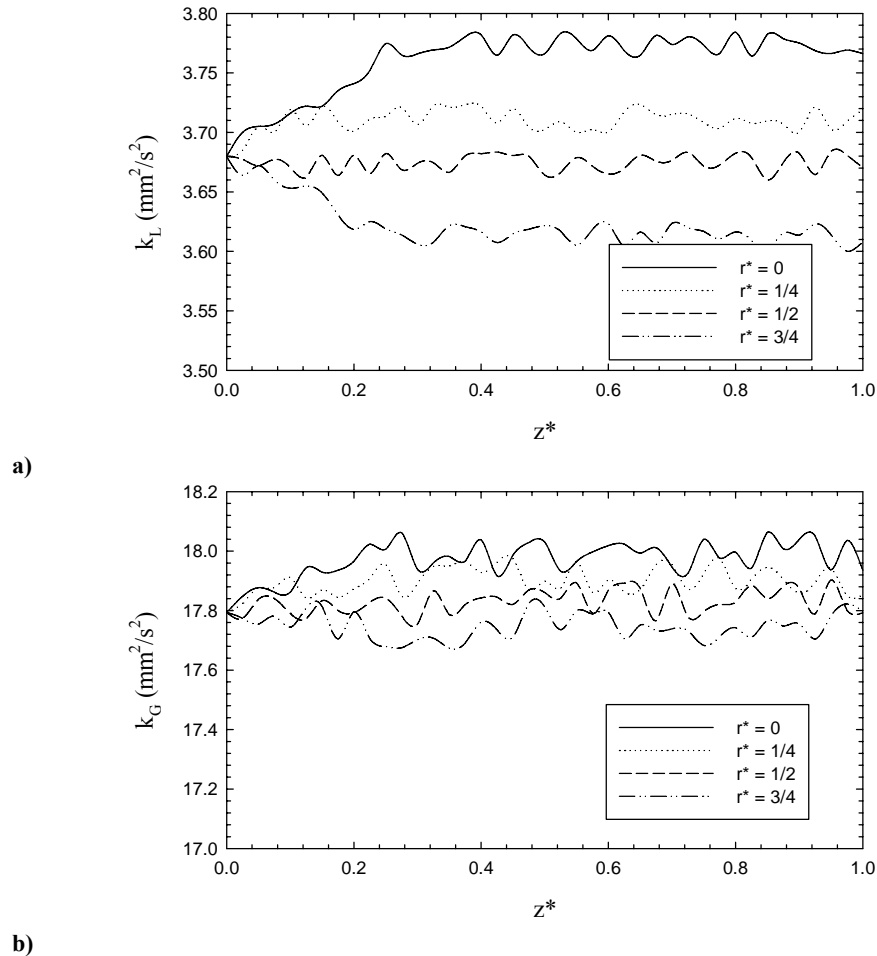 3.80
3.75
3.70
3.65
3.60
3.55
3.50
k_L (mm²/s²)
r* = 0
r* = 1/4
r* = 1/2
r* = 3/4
0.0 0.2 0.4 0.6 0.8 1.0
z*
a)
18.2
18.0
17.8
17.6
17.4
17.2
17.0
k_G (mm²/s²)
r* = 0
r* = 1/4
r* = 1/2
r* = 3/4
0.0 0.2 0.4 0.6 0.8 1.0
z*
b)